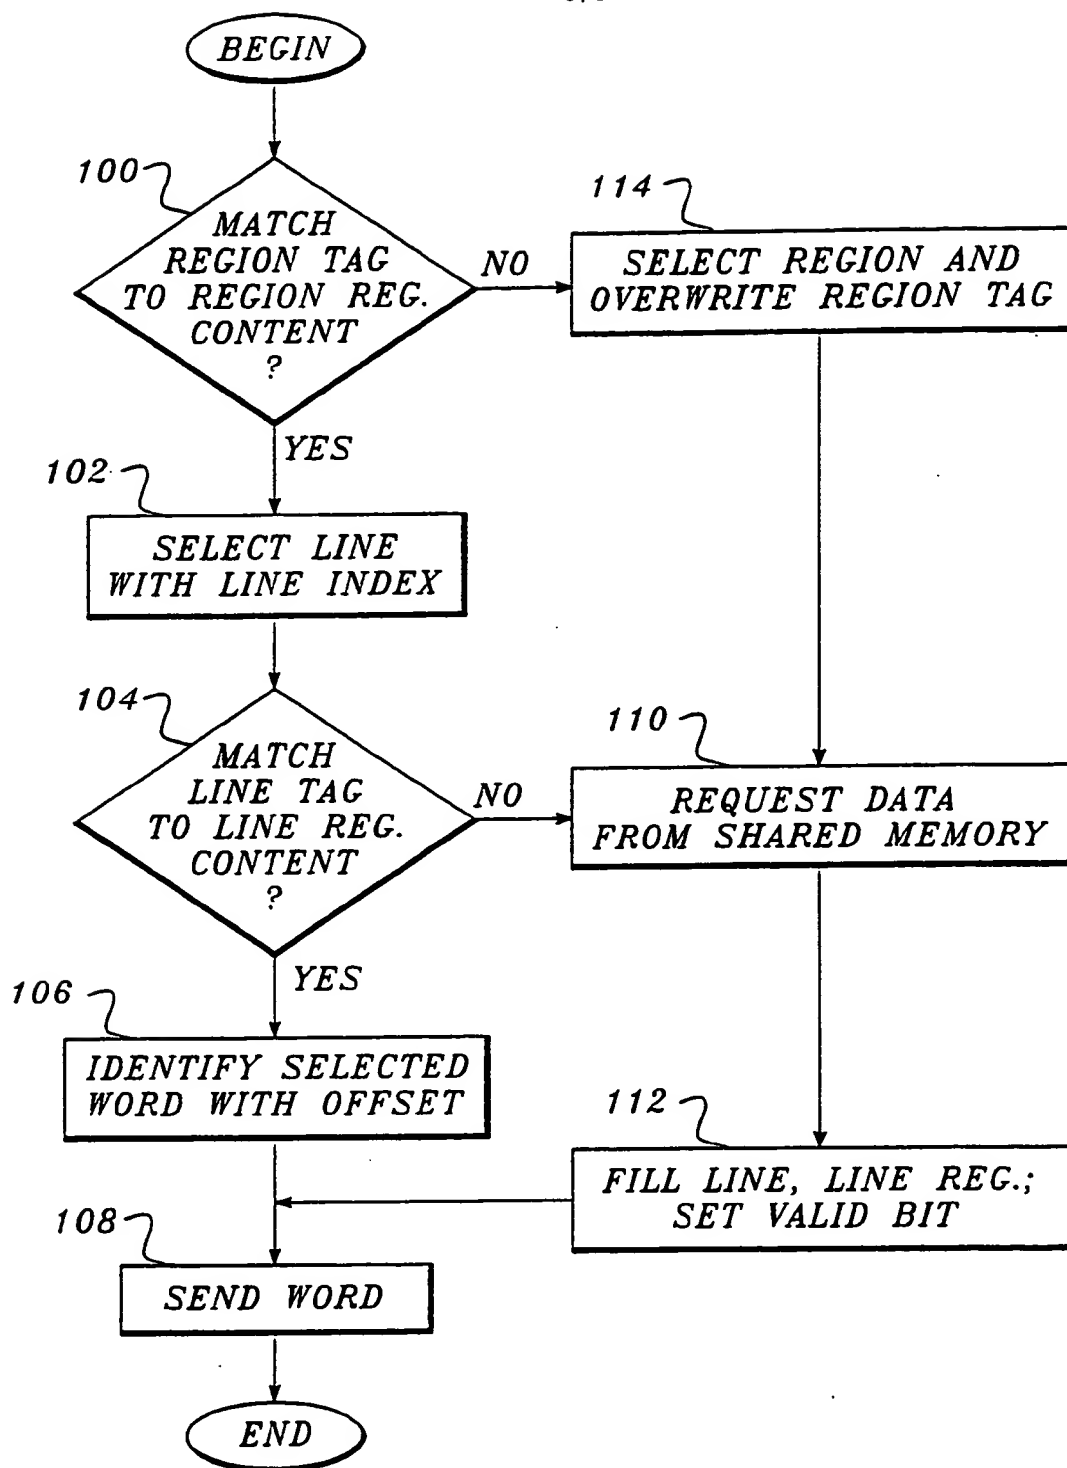 BEGIN
100
MATCH
REGION TAG
TO REGION REG.
CONTENT
?
NO
114
SELECT REGION AND
OVERWRITE REGION TAG
YES
102
SELECT LINE
WITH LINE INDEX
104
MATCH
LINE TAG
TO LINE REG.
CONTENT
?
NO
110
REQUEST DATA
FROM SHARED MEMORY
YES
106
IDENTIFY SELECTED
WORD WITH OFFSET
112
FILL LINE, LINE REG.;
SET VALID BIT
108
SEND WORD
END